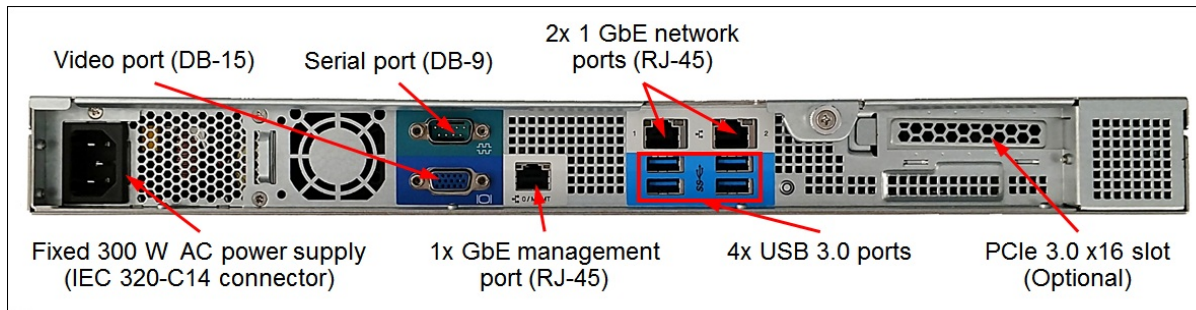 2x 1 GbE network
ports (RJ-45)
Video port (DB-15)
Serial port (DB-9)
1
2
Fixed 300 W AC power supply
(IEC 320-C14 connector)
1x GbE management
port (RJ-45)
4x USB 3.0 ports
PCIe 3.0 x16 slot
(Optional)